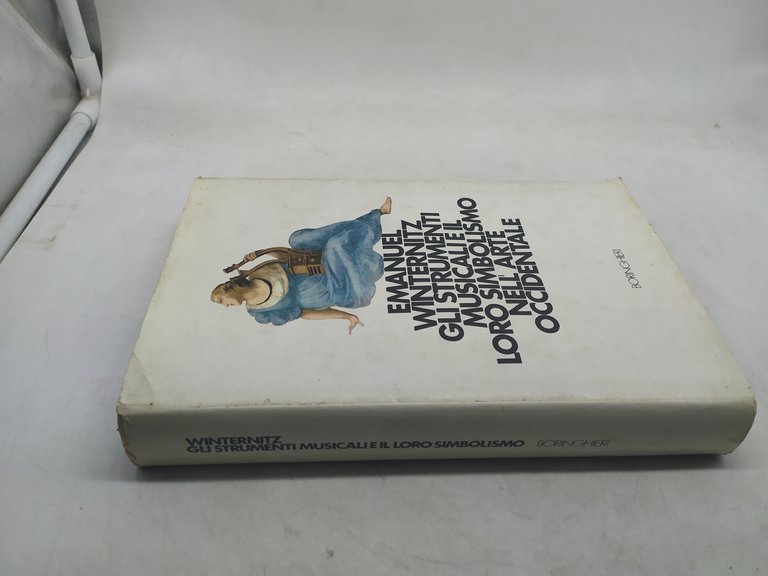 EMANUEL
WINTERNITZ
GLI STRUMENTI
MUSICALI E IL
LORO SIMBOLISMO
NELL'ARTE
OCCIDENTALE
BORINGHIERI
WINTERNITZ
GLI STRUMENTI MUSICALI E IL LORO SIMBOLISMO
BORINGHIERI